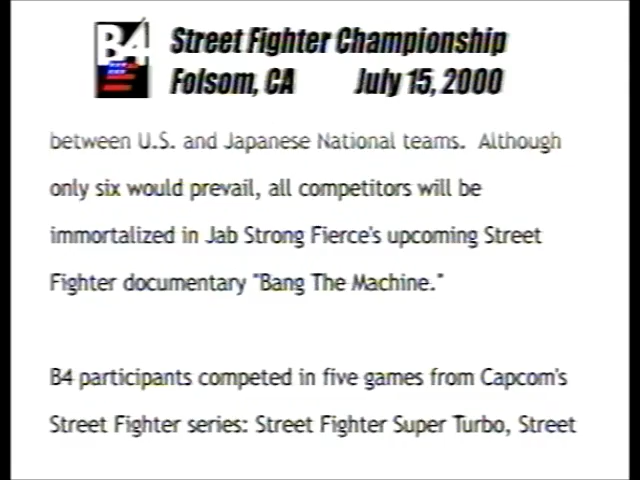 B4
Street Fighter Championship
Folsom, CA July 15, 2000
between U.S. and Japanese National teams. Although
only six would prevail, all competitors will be
immortalized in Jab Strong Fierce's upcoming Street
Fighter documentary "Bang The Machine."
B4 participants competed in five games from Capcom's
Street Fighter series: Street Fighter Super Turbo, Street